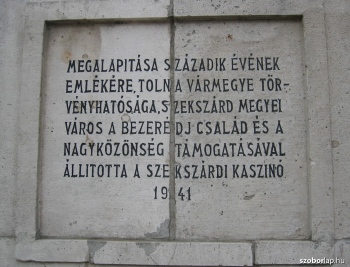 MEGALAPITÁSA SZÁZADIK ÉVÉNEK
EMLÉKÉRE, TOLNA VÁRMEGYE TÖR-
VÉNYHATÓSÁGA, SZEKSZÁRD MEGYEI
VÁROS A BEZERÉDJ CSALÁD ÉS A
NAGYKÖZÖNSÉG TÁMOGATÁSÁVAL
ÁLLITOTTA A SZEKSZÁRDI KASZINÓ
1941
szoborlap.hu